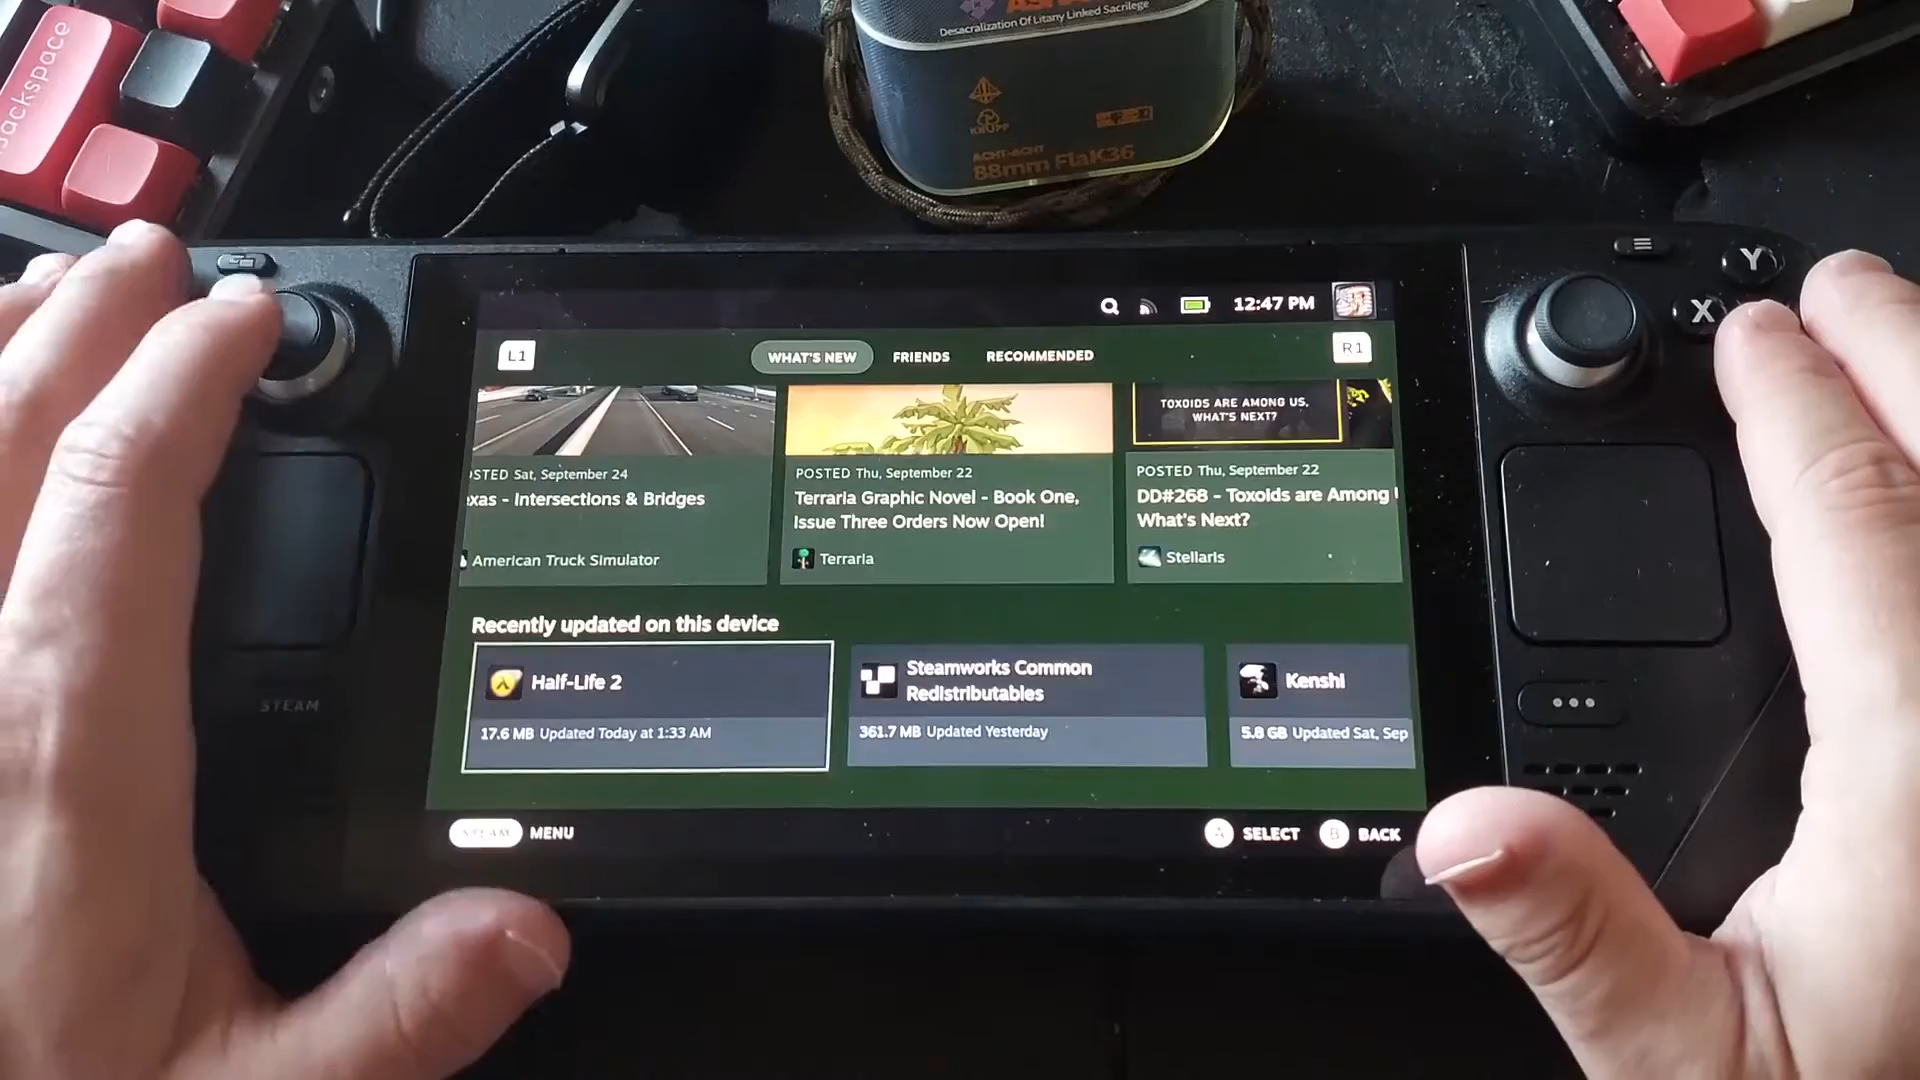 Backspace
Desacralization Of Litany Linked Sacrilege
KRUPP
ACHT-ACHT
88mm FlaK36
Y
X
12:47 PM
L1
WHAT'S NEW
FRIENDS
RECOMMENDED
R1
TOXOIDS ARE AMONG US,
WHAT'S NEXT?
STED Sat, September 24
xas - Intersections & Bridges
American Truck Simulator
POSTED Thu, September 22
Terraria Graphic Novel - Book One,
Issue Three Orders Now Open!
Terraria
POSTED Thu, September 22
DD#268 - Toxoids are Among
What's Next?
Stellaris
Recently updated on this device
Half-Life 2
17.6 MB Updated Today at 1:33 AM
Steamworks Common
Redistributables
361.7 MB Updated Yesterday
Kenshi
5.8 GB Updated Sat, Sep
STEAM
STEAM MENU
A SELECT
B BACK